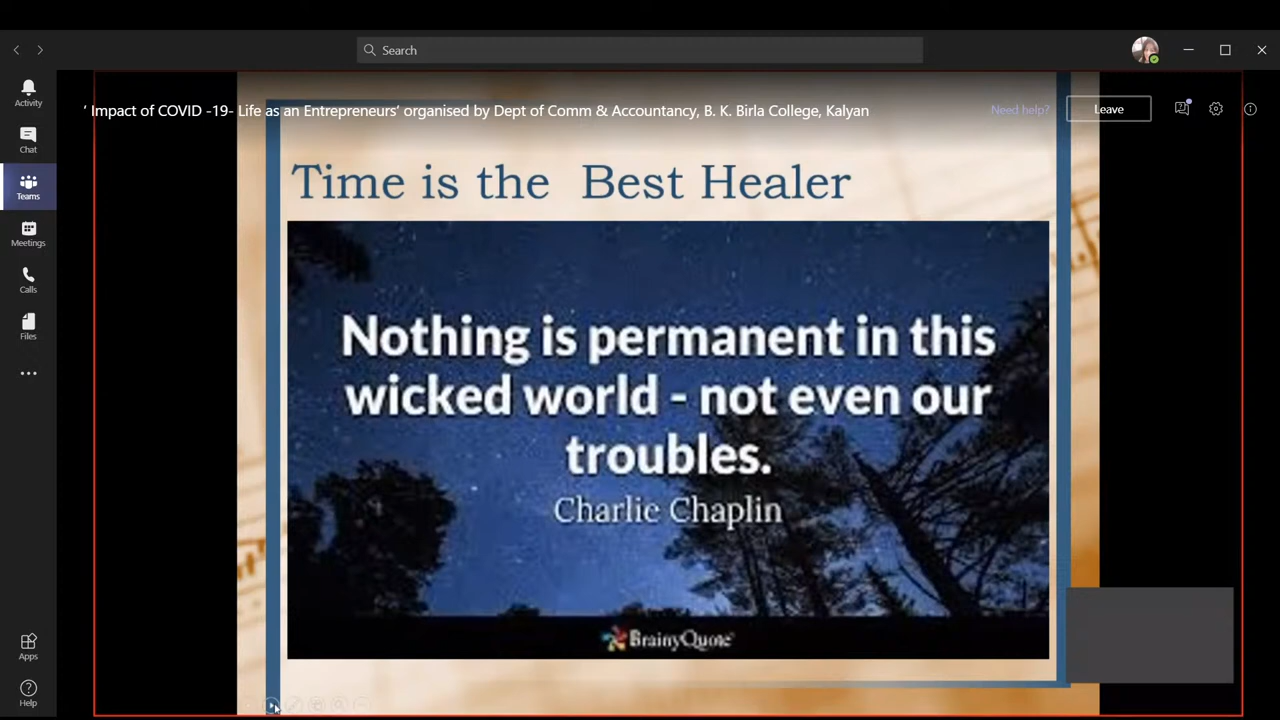 Search
Activity
Chat
Teams
Meetings
Calls
Files
Apps
Help
' Impact of COVID -19- Life as an Entrepreneurs' organised by Dept of Comm & Accountancy, B. K. Birla College, Kalyan
Need help?
Leave
Time is the Best Healer
Nothing is permanent in this
wicked world - not even our
troubles.
Charlie Chaplin
BrainyQuote